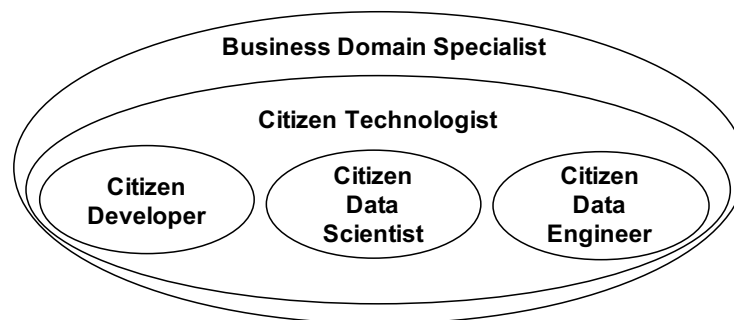 Business Domain Specialist
Citizen Technologist
Citizen
Developer
Citizen
Data
Scientist
Citizen
Data
Engineer